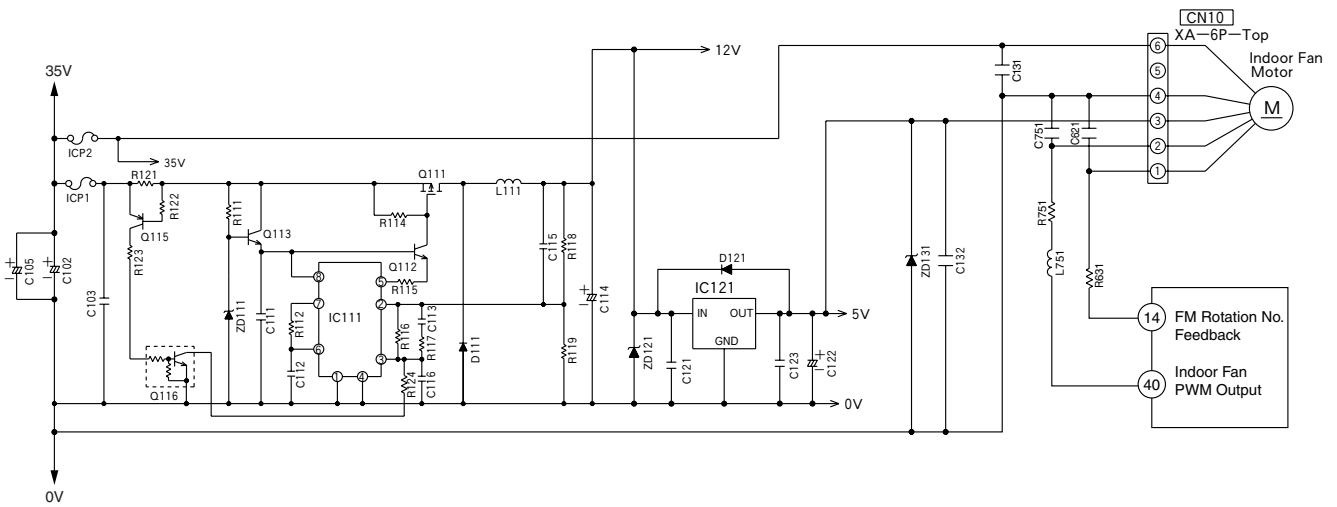 CN10
XA-6P-Top
Indoor Fan
Motor
M
6
5
4
3
2
1
12V
35V
ICP2
35V
ICP1
R121
R122
Q115
R123
R111
Q113
R114
Q111
L111
Q112
R115
C115
R118
C105
C102
C103
ZD111
C111
8
7
6
5
2
3
1
4
IC111
R112
C112
R116
C113
R117
R124
C116
D111
R119
C114
Q116
D121
IC121
IN
OUT
GND
5V
ZD121
C121
C123
C122
0V
ZD131
C132
C131
C751
C621
R751
L751
R631
14
FM Rotation No.
Feedback
40
Indoor Fan
PWM Output
0V
+
−
+
−
+
−
+
−